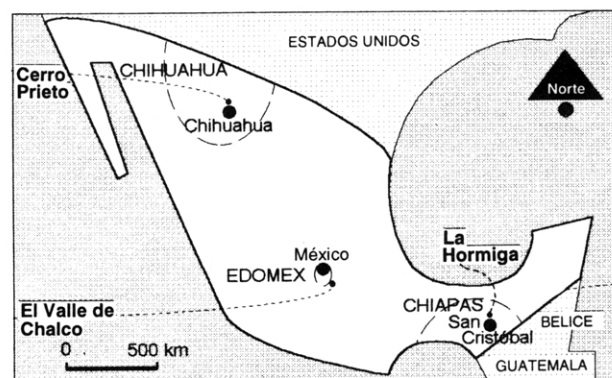 ESTADOS UNIDOS
Cerro
Prieto
CHIHUAHUA
Chihuahua
Norte
La
Hormiga
México
EDOMEX
El Valle de
Chalco
CHIAPAS
San
Cristóbal
BELICE
GUATEMALA
0 500 km